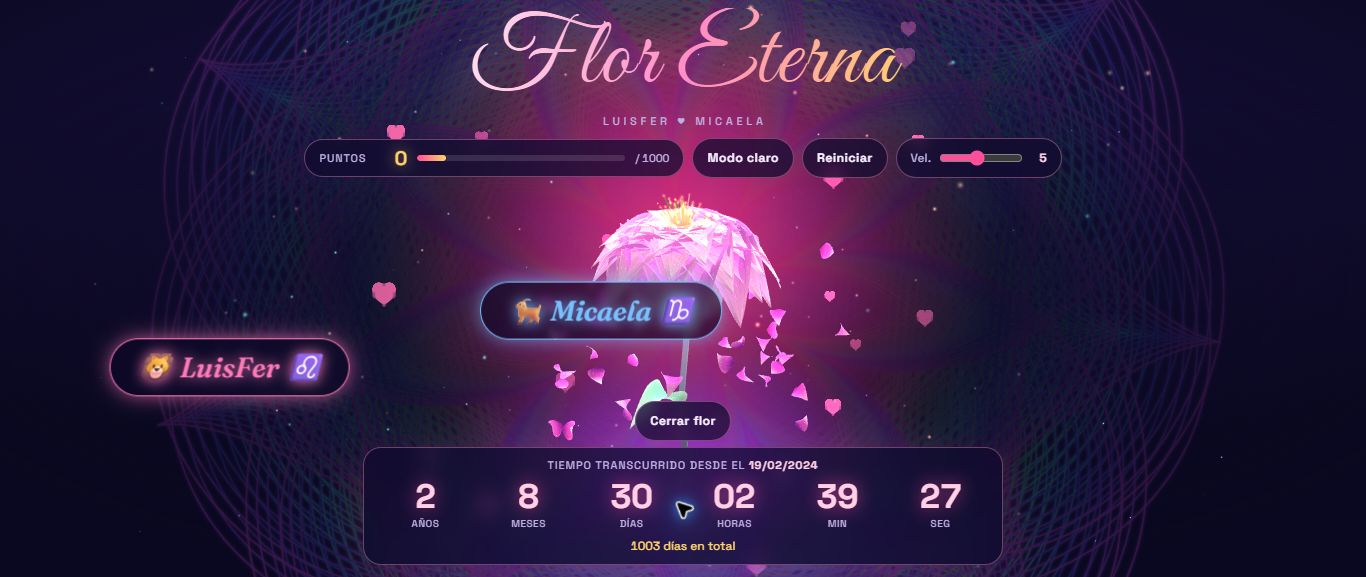 Flor Eterna
LUISFER ♥ MICAELA
PUNTOS 0 / 1000 Modo claro Reiniciar Vel. 5
🐈 Micaela ♑
🦁 LuisFer ♌
Cerrar flor
TIEMPO TRANSCURRIDO DESDE EL 19/02/2024
2 8 30 02 39 27
AÑOS MESES DÍAS HORAS MIN SEG
1003 días en total